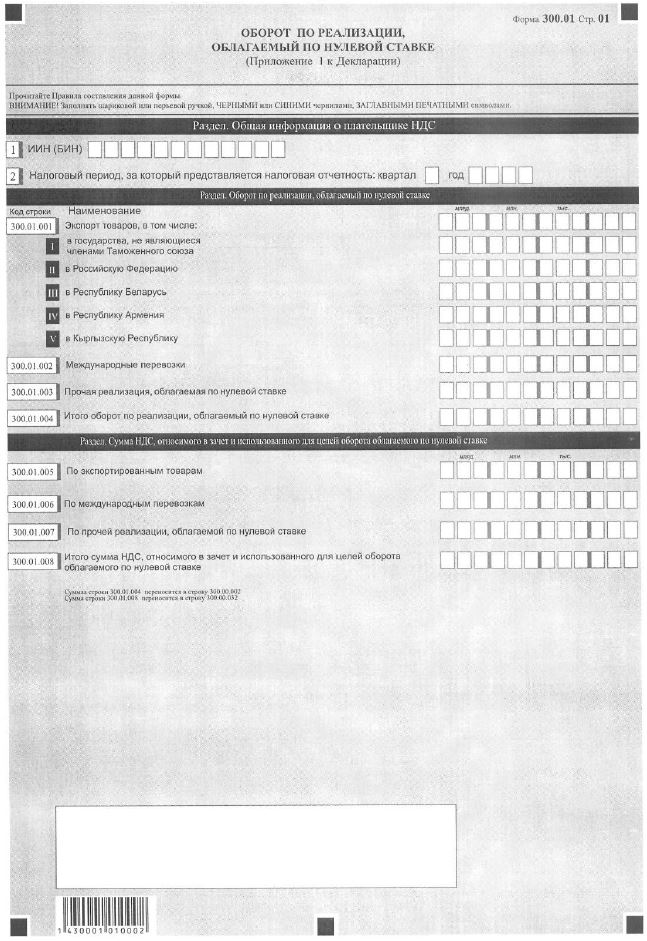 Форма 300.01 Стр. 01
ОБОРОТ ПО РЕАЛИЗАЦИИ,
ОБЛАГАЕМЫЙ ПО НУЛЕВОЙ СТАВКЕ
(Приложение 1 к Декларации)
Прочитайте Правила составления данной формы.
ВНИМАНИЕ! Заполнять шариковой или перьевой ручкой, ЧЕРНЫМИ или СИНИМИ чернилами, ЗАГЛАВНЫМИ ПЕЧАТНЫМИ символами.
Раздел. Общая информация о плательщике НДС
1 ИИН (БИН)
2 Налоговый период, за который представляется налоговая отчетность: квартал год
Раздел. Оборот по реализации, облагаемый по нулевой ставке
Код строки Наименование млрд. млн. тыс.
300.01.001 Экспорт товаров, в том числе:
I в государства, не являющиеся
членами Таможенного союза
II в Российскую Федерацию
III в Республику Беларусь
IV в Республику Армения
V в Кыргызскую Республику
300.01.002 Международные перевозки
300.01.003 Прочая реализация, облагаемая по нулевой ставке
300.01.004 Итого оборот по реализации, облагаемый по нулевой ставке
Раздел. Сумма НДС, относимого в зачет и использованного для целей оборота облагаемого по нулевой ставке
млрд. млн. тыс.
300.01.005 По экспортированным товарам
300.01.006 По международным перевозкам
300.01.007 По прочей реализации, облагаемой по нулевой ставке
300.01.008 Итого сумма НДС, относимого в зачет и использованного для целей оборота
облагаемого по нулевой ставке
Сумма строки 300.01.004 переносится в строку 300.00.002
Сумма строки 300.01.008 переносится в строку 300.00.032
1 430001 010002